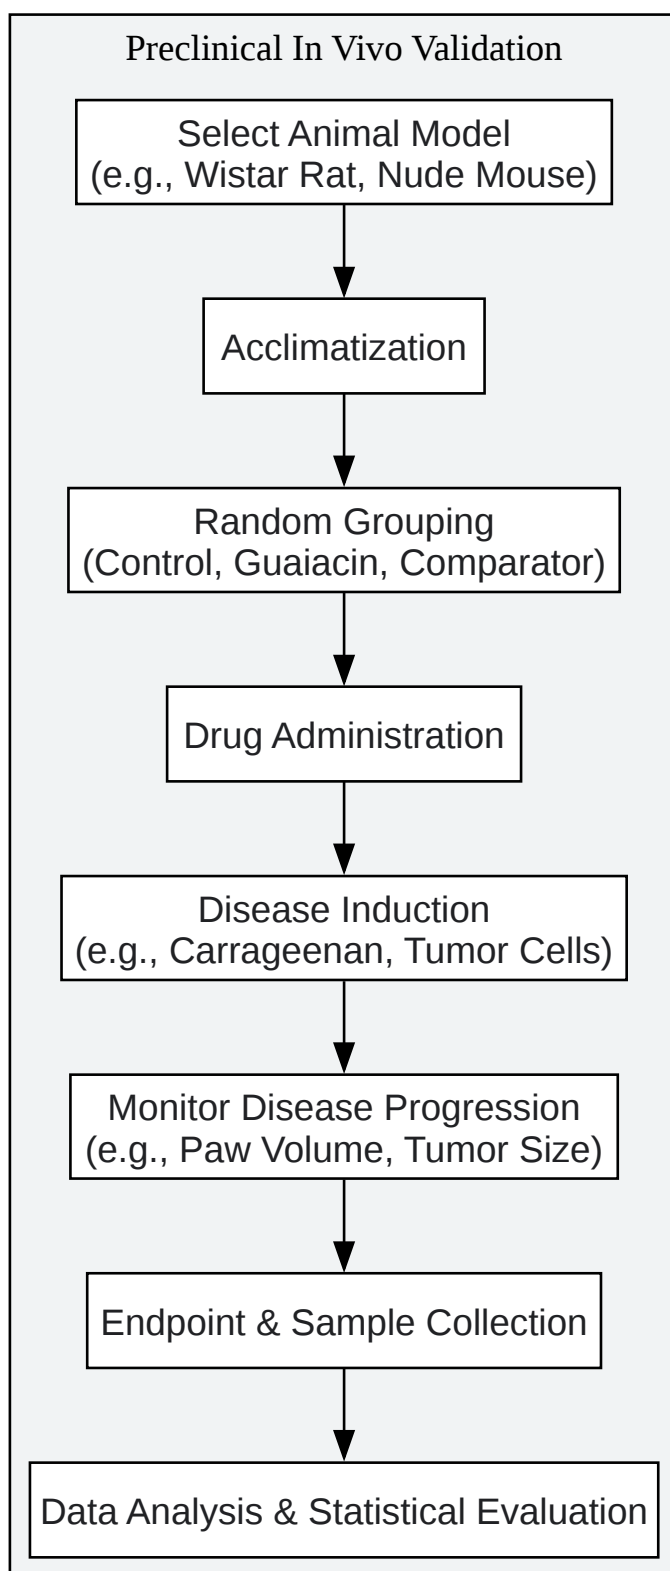 Preclinical In Vivo Validation
Select Animal Model
(e.g., Wistar Rat, Nude Mouse)
Acclimatization
Random Grouping
(Control, Guaiacin, Comparator)
Drug Administration
Disease Induction
(e.g., Carrageenan, Tumor Cells)
Monitor Disease Progression
(e.g., Paw Volume, Tumor Size)
Endpoint & Sample Collection
Data Analysis & Statistical Evaluation